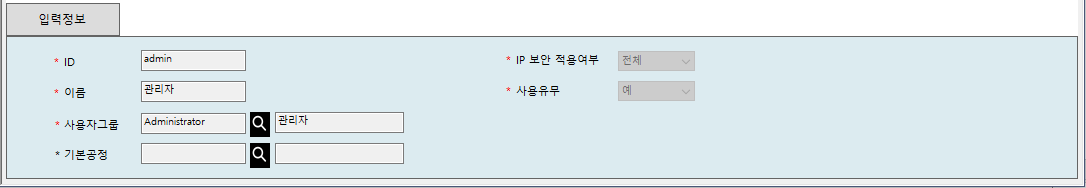 입력정보
* ID admin * IP 보안 적용여부 전체
* 이름 관리자 * 사용유무 예
* 사용자그룹 Administrator 관리자
* 기본공정